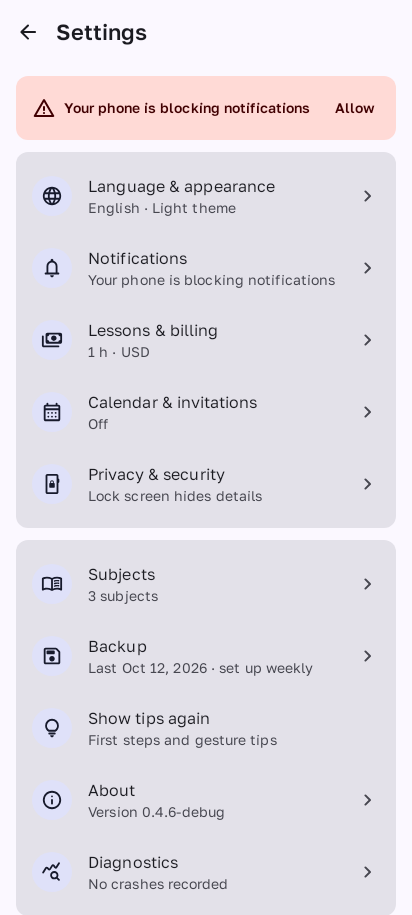 Settings
Your phone is blocking notifications Allow
Language & appearance
English · Light theme
Notifications
Your phone is blocking notifications
Lessons & billing
1 h · USD
Calendar & invitations
Off
Privacy & security
Lock screen hides details
Subjects
3 subjects
Backup
Last Oct 12, 2026 · set up weekly
Show tips again
First steps and gesture tips
About
Version 0.4.6-debug
Diagnostics
No crashes recorded